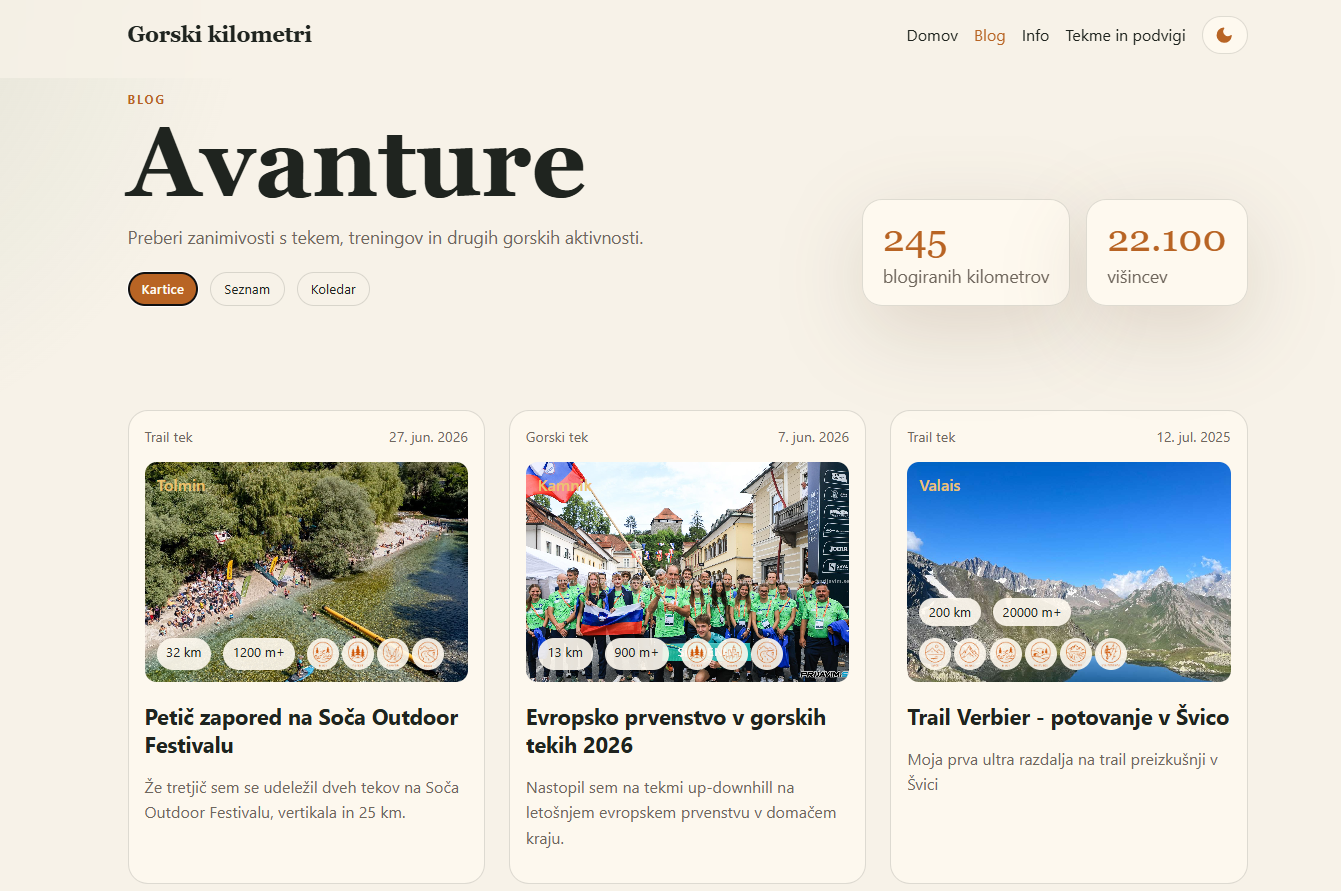 Gorski kilometri
Domov Blog Info Tekme in podvigi
BLOG
Avanture
Preberi zanimivosti s tekem, treningov in drugih gorskih aktivnosti.
Kartice Seznam Koledar
245
blogiranih kilometrov
22.100
višincev
Trail tek 27. jun. 2026
Tolmin
32 km 1200 m+
Petič zapored na Soča Outdoor
Festivalu
Že tretjič sem se udeležil dveh tekov na Soča
Outdoor Festivalu, vertikala in 25 km.
Gorski tek 7. jun. 2026
Kamnik
13 km 900 m+
Evropsko prvenstvo v gorskih
tekih 2026
Nastopil sem na tekmi up-downhill na
letošnjem evropskem prvenstvu v domačem
kraju.
Trail tek 12. jul. 2025
Valais
200 km 20000 m+
Trail Verbier - potovanje v Švico
Moja prva ultra razdalja na trail preizkušnji v
Švici